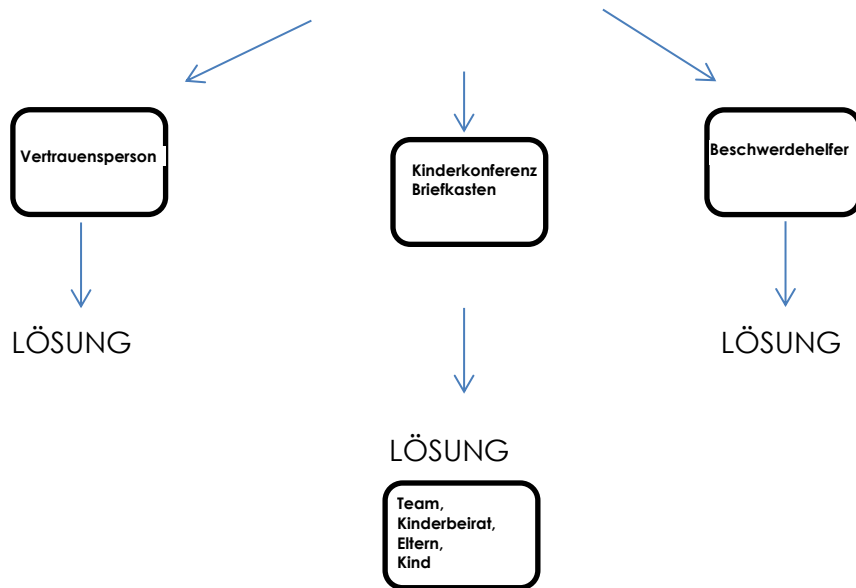 Vertrauensperson
Kinderkonferenz
Briefkasten
Beschwerdehelfer
LÖSUNG
LÖSUNG
LÖSUNG
Team,
Kinderbeirat,
Eltern,
Kind